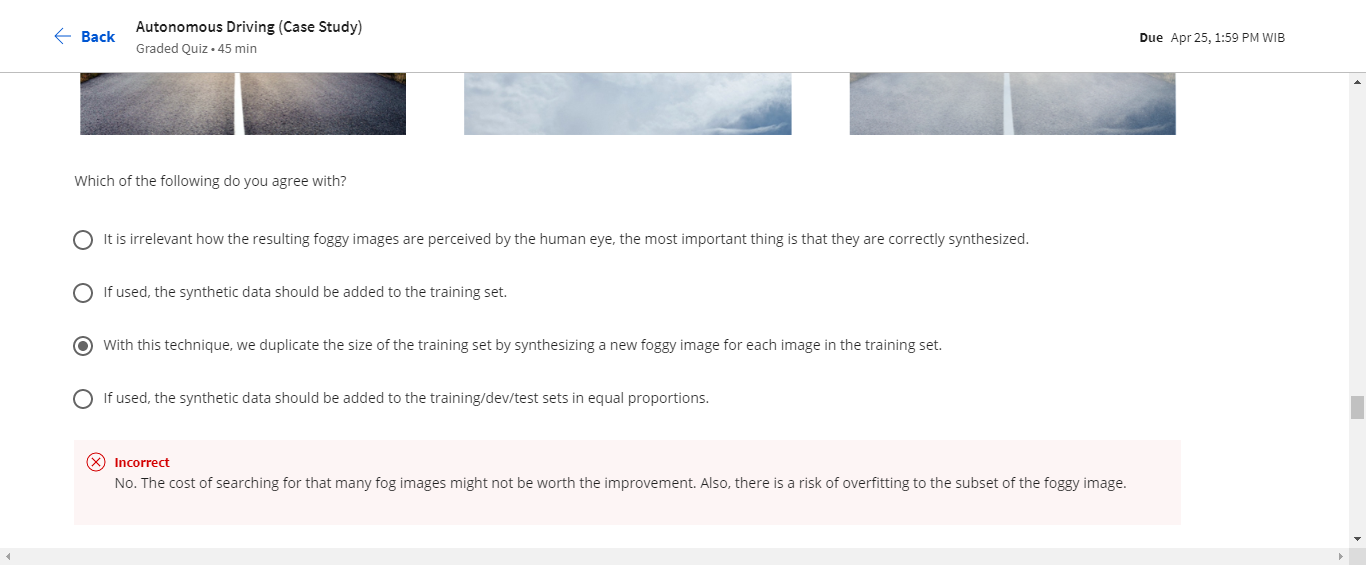 Back
Autonomous Driving (Case Study)
Graded Quiz • 45 min
Due Apr 25, 1:59 PM WIB
Which of the following do you agree with?
It is irrelevant how the resulting foggy images are perceived by the human eye, the most important thing is that they are correctly synthesized.
If used, the synthetic data should be added to the training set.
With this technique, we duplicate the size of the training set by synthesizing a new foggy image for each image in the training set.
If used, the synthetic data should be added to the training/dev/test sets in equal proportions.
Incorrect
No. The cost of searching for that many fog images might not be worth the improvement. Also, there is a risk of overfitting to the subset of the foggy image.